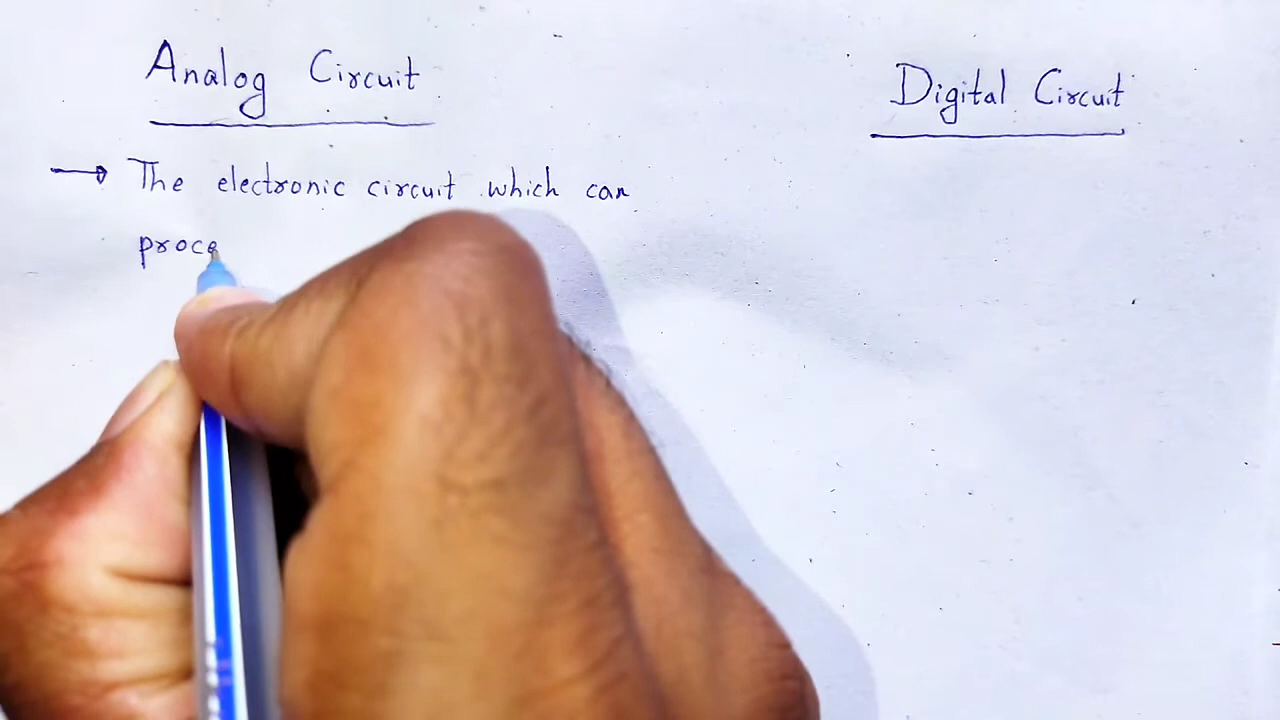 Analog Circuit
Digital Circuit
→ The electronic circuit which can
proce